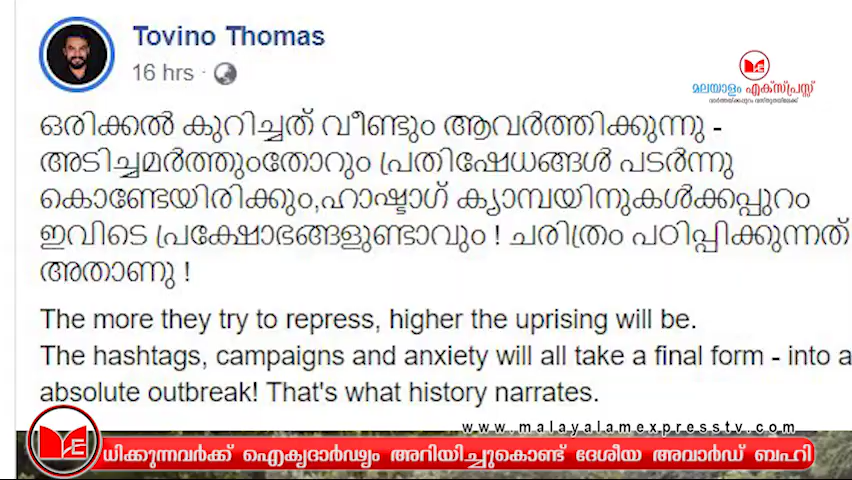 Tovino Thomas
16 hrs ·
മലയാളം എക്സ്പ്രസ്സ്
ഒരിക്കൽ കുറിച്ചത് വീണ്ടും ആവർത്തിക്കുന്നു -
അടിച്ചമർത്തുംതോറും പ്രതിഷേധങ്ങൾ പടർന്നു
കൊണ്ടേയിരിക്കും,ഹാഷ്ടാഗ് ക്യാമ്പയിനുകൾക്കപ്പുറം
ഇവിടെ പ്രക്ഷോഭങ്ങളുണ്ടാവും ! ചരിത്രം പഠിപ്പിക്കുന്നത്
അതാണു !
The more they try to repress, higher the uprising will be.
The hashtags, campaigns and anxiety will all take a final form - into a
absolute outbreak! That's what history narrates.
www.malayalamexpresstv.com
ധിക്കുന്നവർക്ക് ഐക്യദാർഢ്യം അറിയിച്ചുകൊണ്ട് ദേശീയ അവാർഡ് ബഹി